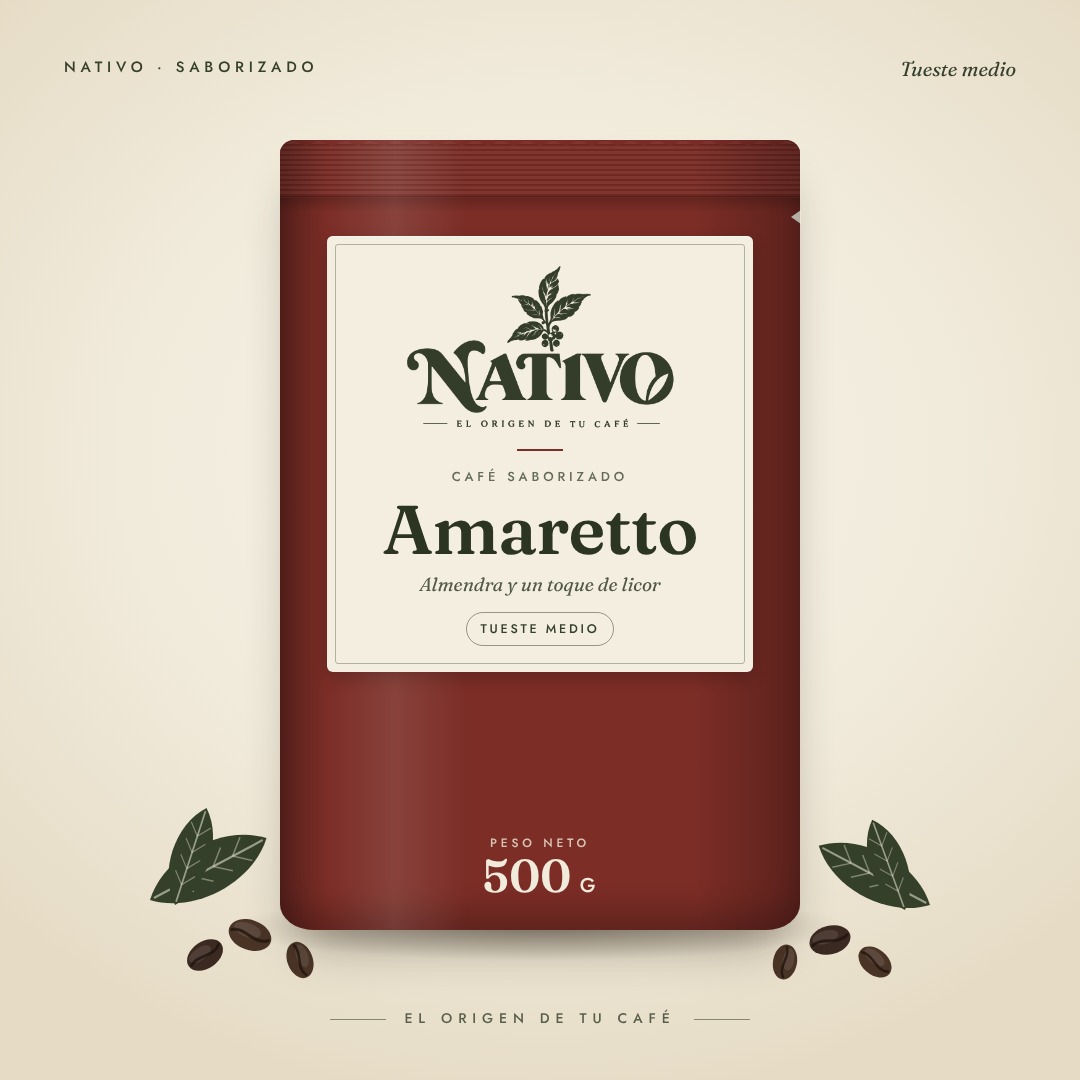 NATIVO · SABORIZADO
Tueste medio
NATIVO
EL ORIGEN DE TU CAFÉ
CAFÉ SABORIZADO
Amaretto
Almendra y un toque de licor
TUESTE MEDIO
PESO NETO
500 G
EL ORIGEN DE TU CAFÉ